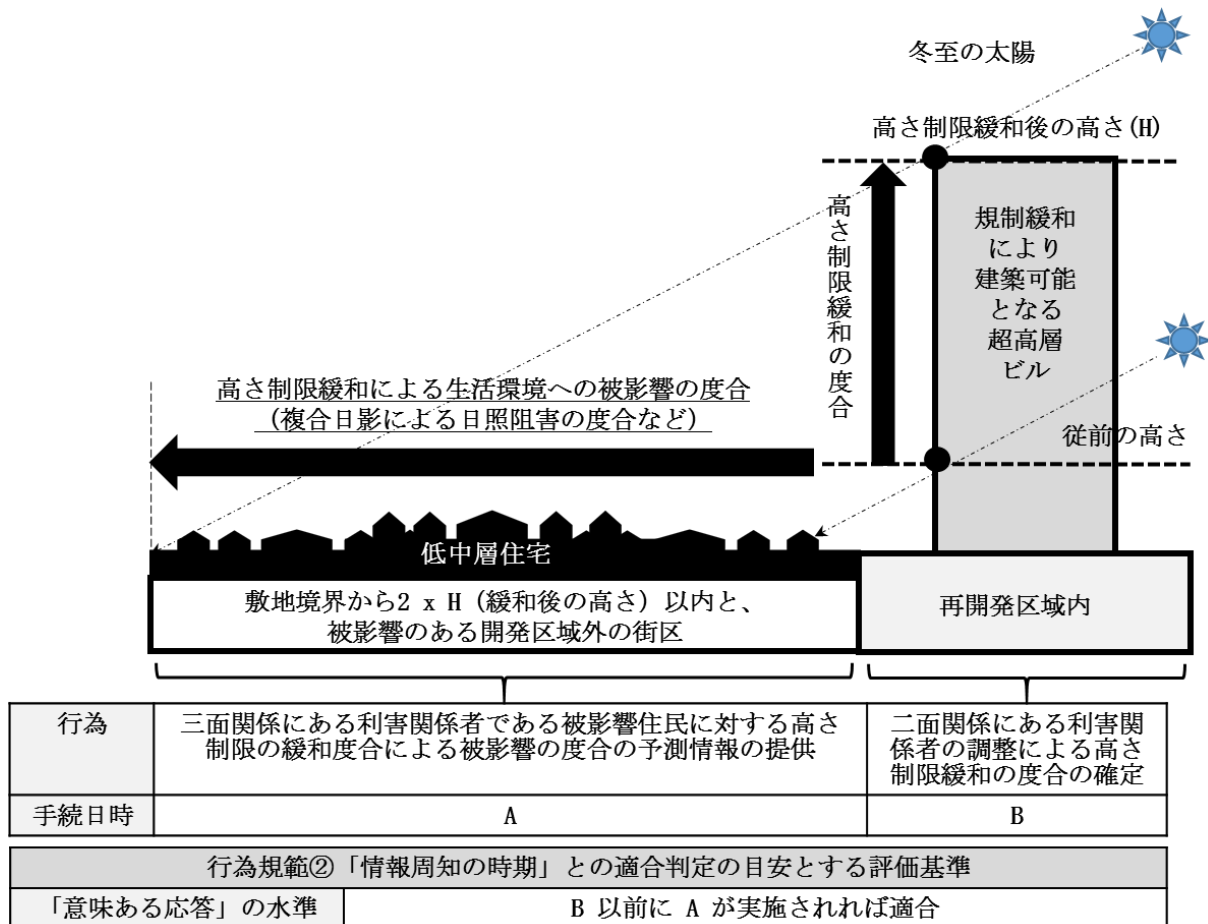 冬至の太陽
高さ制限緩和後の高さ(H)
高さ制限緩和の度合
規制緩和
により
建築可能
となる
超高層
ビル
高さ制限緩和による生活環境への被影響の度合
(複合日影による日照阻害の度合など)
従前の高さ
低中層住宅
敷地境界から2 x H (緩和後の高さ) 以内と、
被影響のある開発区域外の街区
再開発区域内
行為
三面関係にある利害関係者である被影響住民に対する高さ
制限の緩和度合による被影響の度合の予測情報の提供
二面関係にある利害関
係者の調整による高さ
制限緩和の度合の確定
手続日時
A
B
行為規範②「情報周知の時期」との適合判定の目安とする評価基準
「意味ある応答」の水準
B 以前に A が実施されれば適合